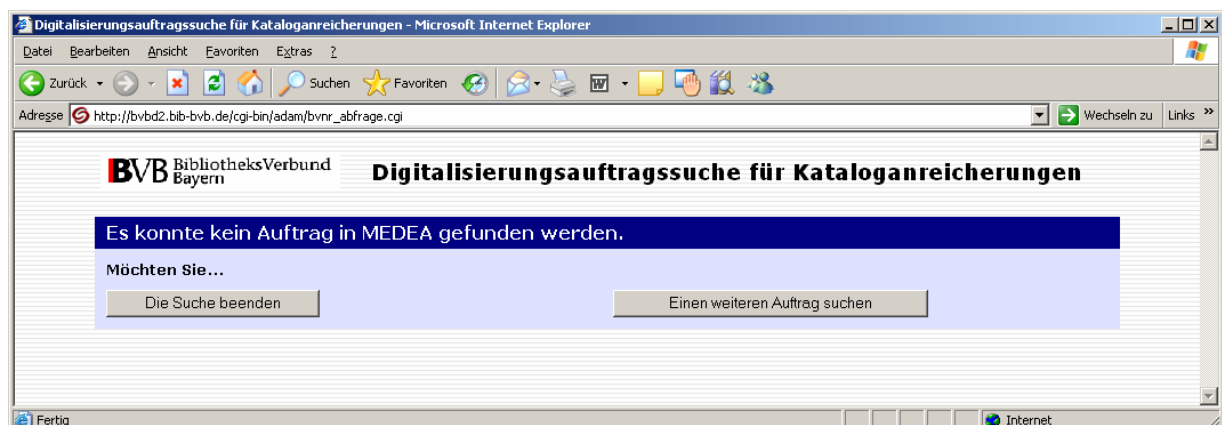 Digitalisierungsauftragssuche für Kataloganreicherungen - Microsoft Internet Explorer
Datei Bearbeiten Ansicht Favoriten Extras ?
Zurück Suchen Favoriten
Adresse http://bvbd2.bib-bvb.de/cgi-bin/adam/bvnr_abfrage.cgi Wechseln zu Links »
BVB BibliotheksVerbund Bayern
Digitalisierungsauftragssuche für Kataloganreicherungen
Es konnte kein Auftrag in MEDEA gefunden werden.
Möchten Sie...
Die Suche beenden Einen weiteren Auftrag suchen
Fertig Internet